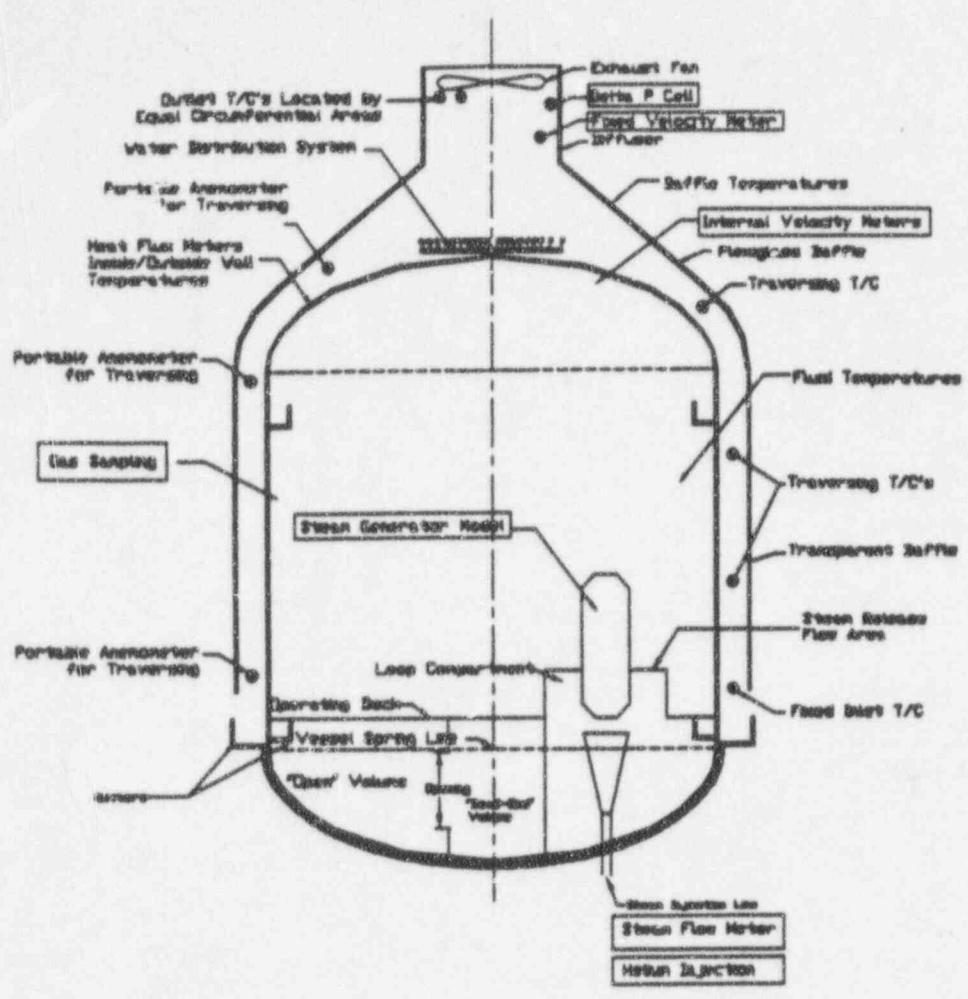 Exhaust Fan
Outlet T/C's Located by
Equal Circumferential Areas
Delta P Cell
Fixed Velocity Meter
Diffuser
Water Distribution System
Baffle Temperatures
Portable Anemometer
for Traversing
Internal Velocity Meters
Heat Flux Meters
Inside/Outside Wall
Temperatures
Plexiglas Baffle
Traversing T/C
Portable Anemometer
for Traversing
Fluid Temperatures
Gas Sampling
Traversing T/C's
Steam Generator Model
Transparent Baffle
Steam Release
Flow Area
Portable Anemometer
for Traversing
Loop Compartment
Operating Deck
Fixed Inlet T/C
Vessel Spring Line
"Open" Volume
Opening
"Dead-End"
Volume
Steam Injection Line
Steam Flow Meter
Helium Injection